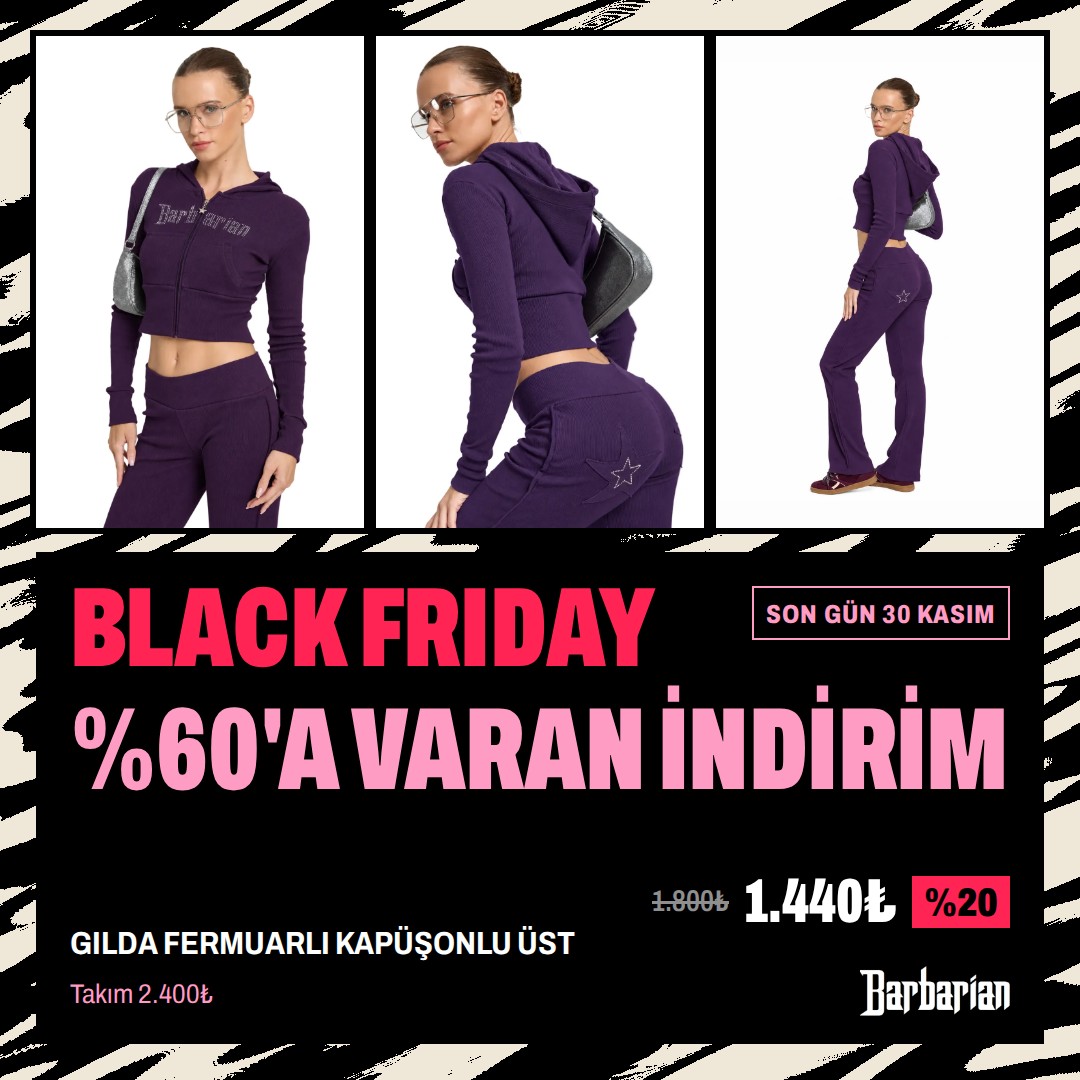 Barbarian
BLACK FRIDAY
SON GÜN 30 KASIM
%60'A VARAN İNDİRİM
1.800₺ 1.440₺ %20
GILDA FERMUARLI KAPÜŞONLU ÜST
Takım 2.400₺
Barbarian